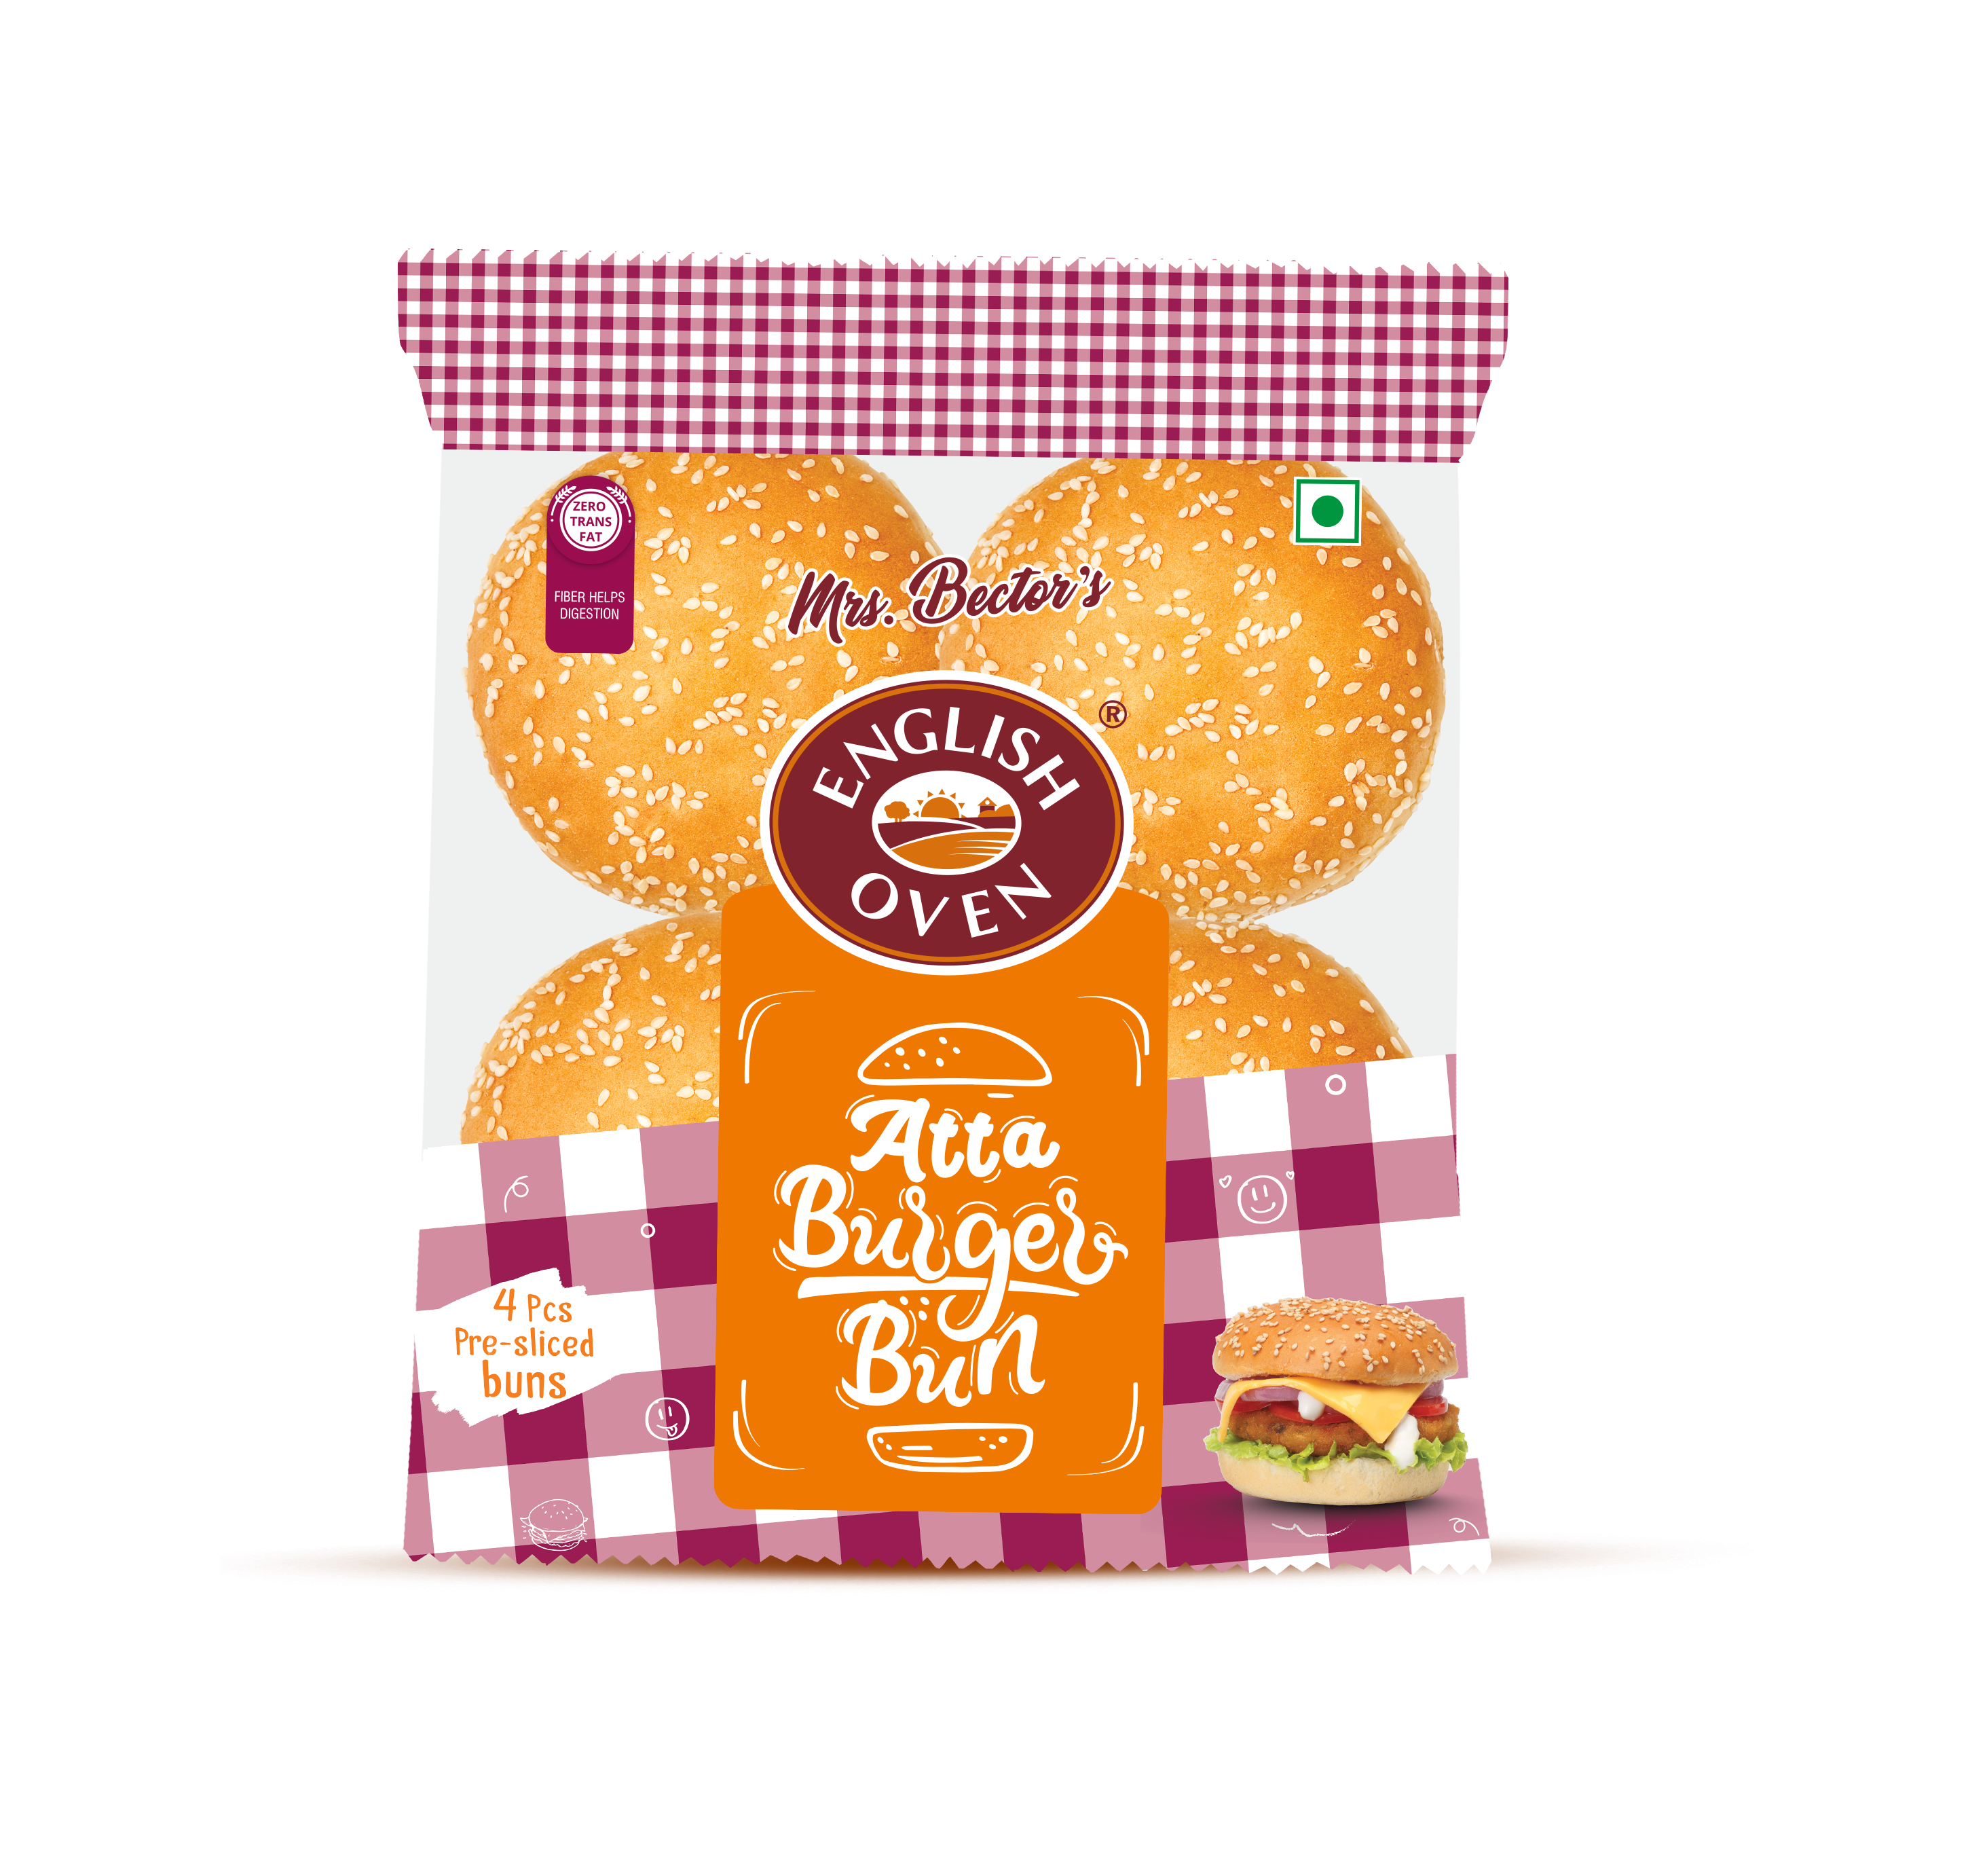 ZERO
TRANS
FAT
FIBER HELPS
DIGESTION
Mrs. Bector's
ENGLISH
®
OVEN
Atta
Burger
Bun
4 Pcs
Pre-sliced
buns